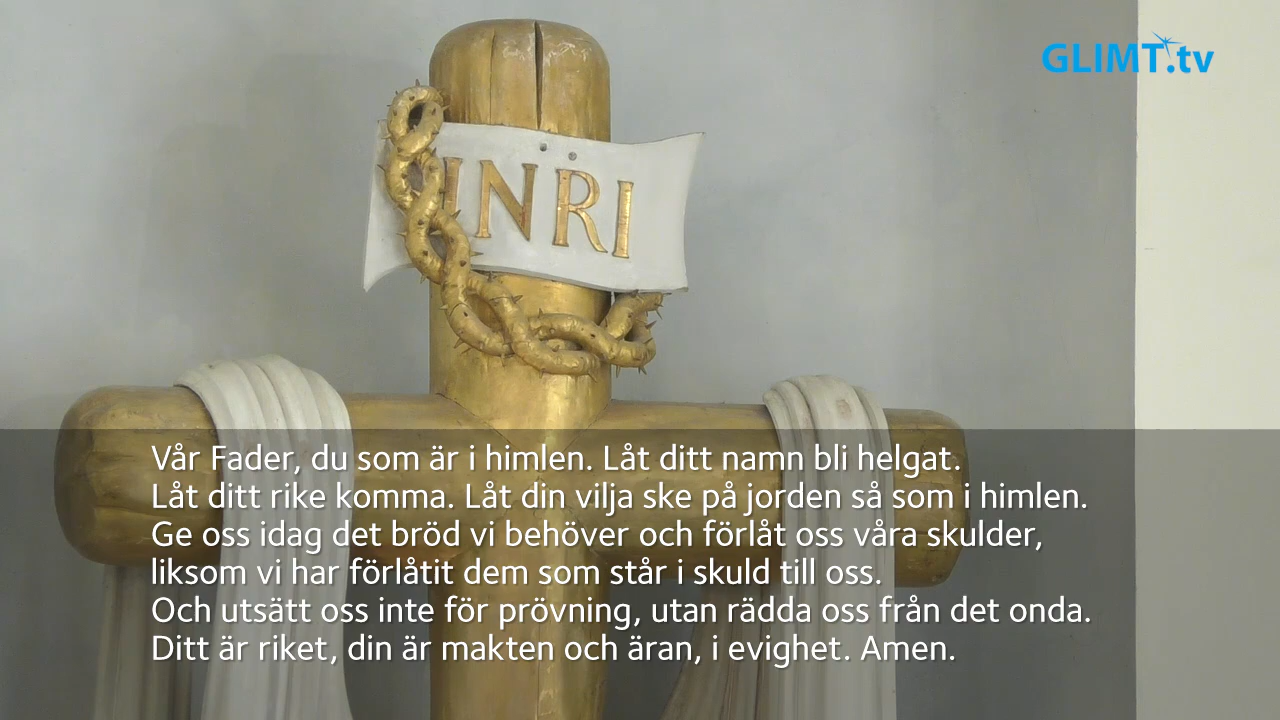 GLIMT.tv
INRI
Vår Fader, du som är i himlen. Låt ditt namn bli helgat.
Låt ditt rike komma. Låt din vilja ske på jorden så som i himlen.
Ge oss idag det bröd vi behöver och förlåt oss våra skulder,
liksom vi har förlåtit dem som står i skuld till oss.
Och utsätt oss inte för prövning, utan rädda oss från det onda.
Ditt är riket, din är makten och äran, i evighet. Amen.